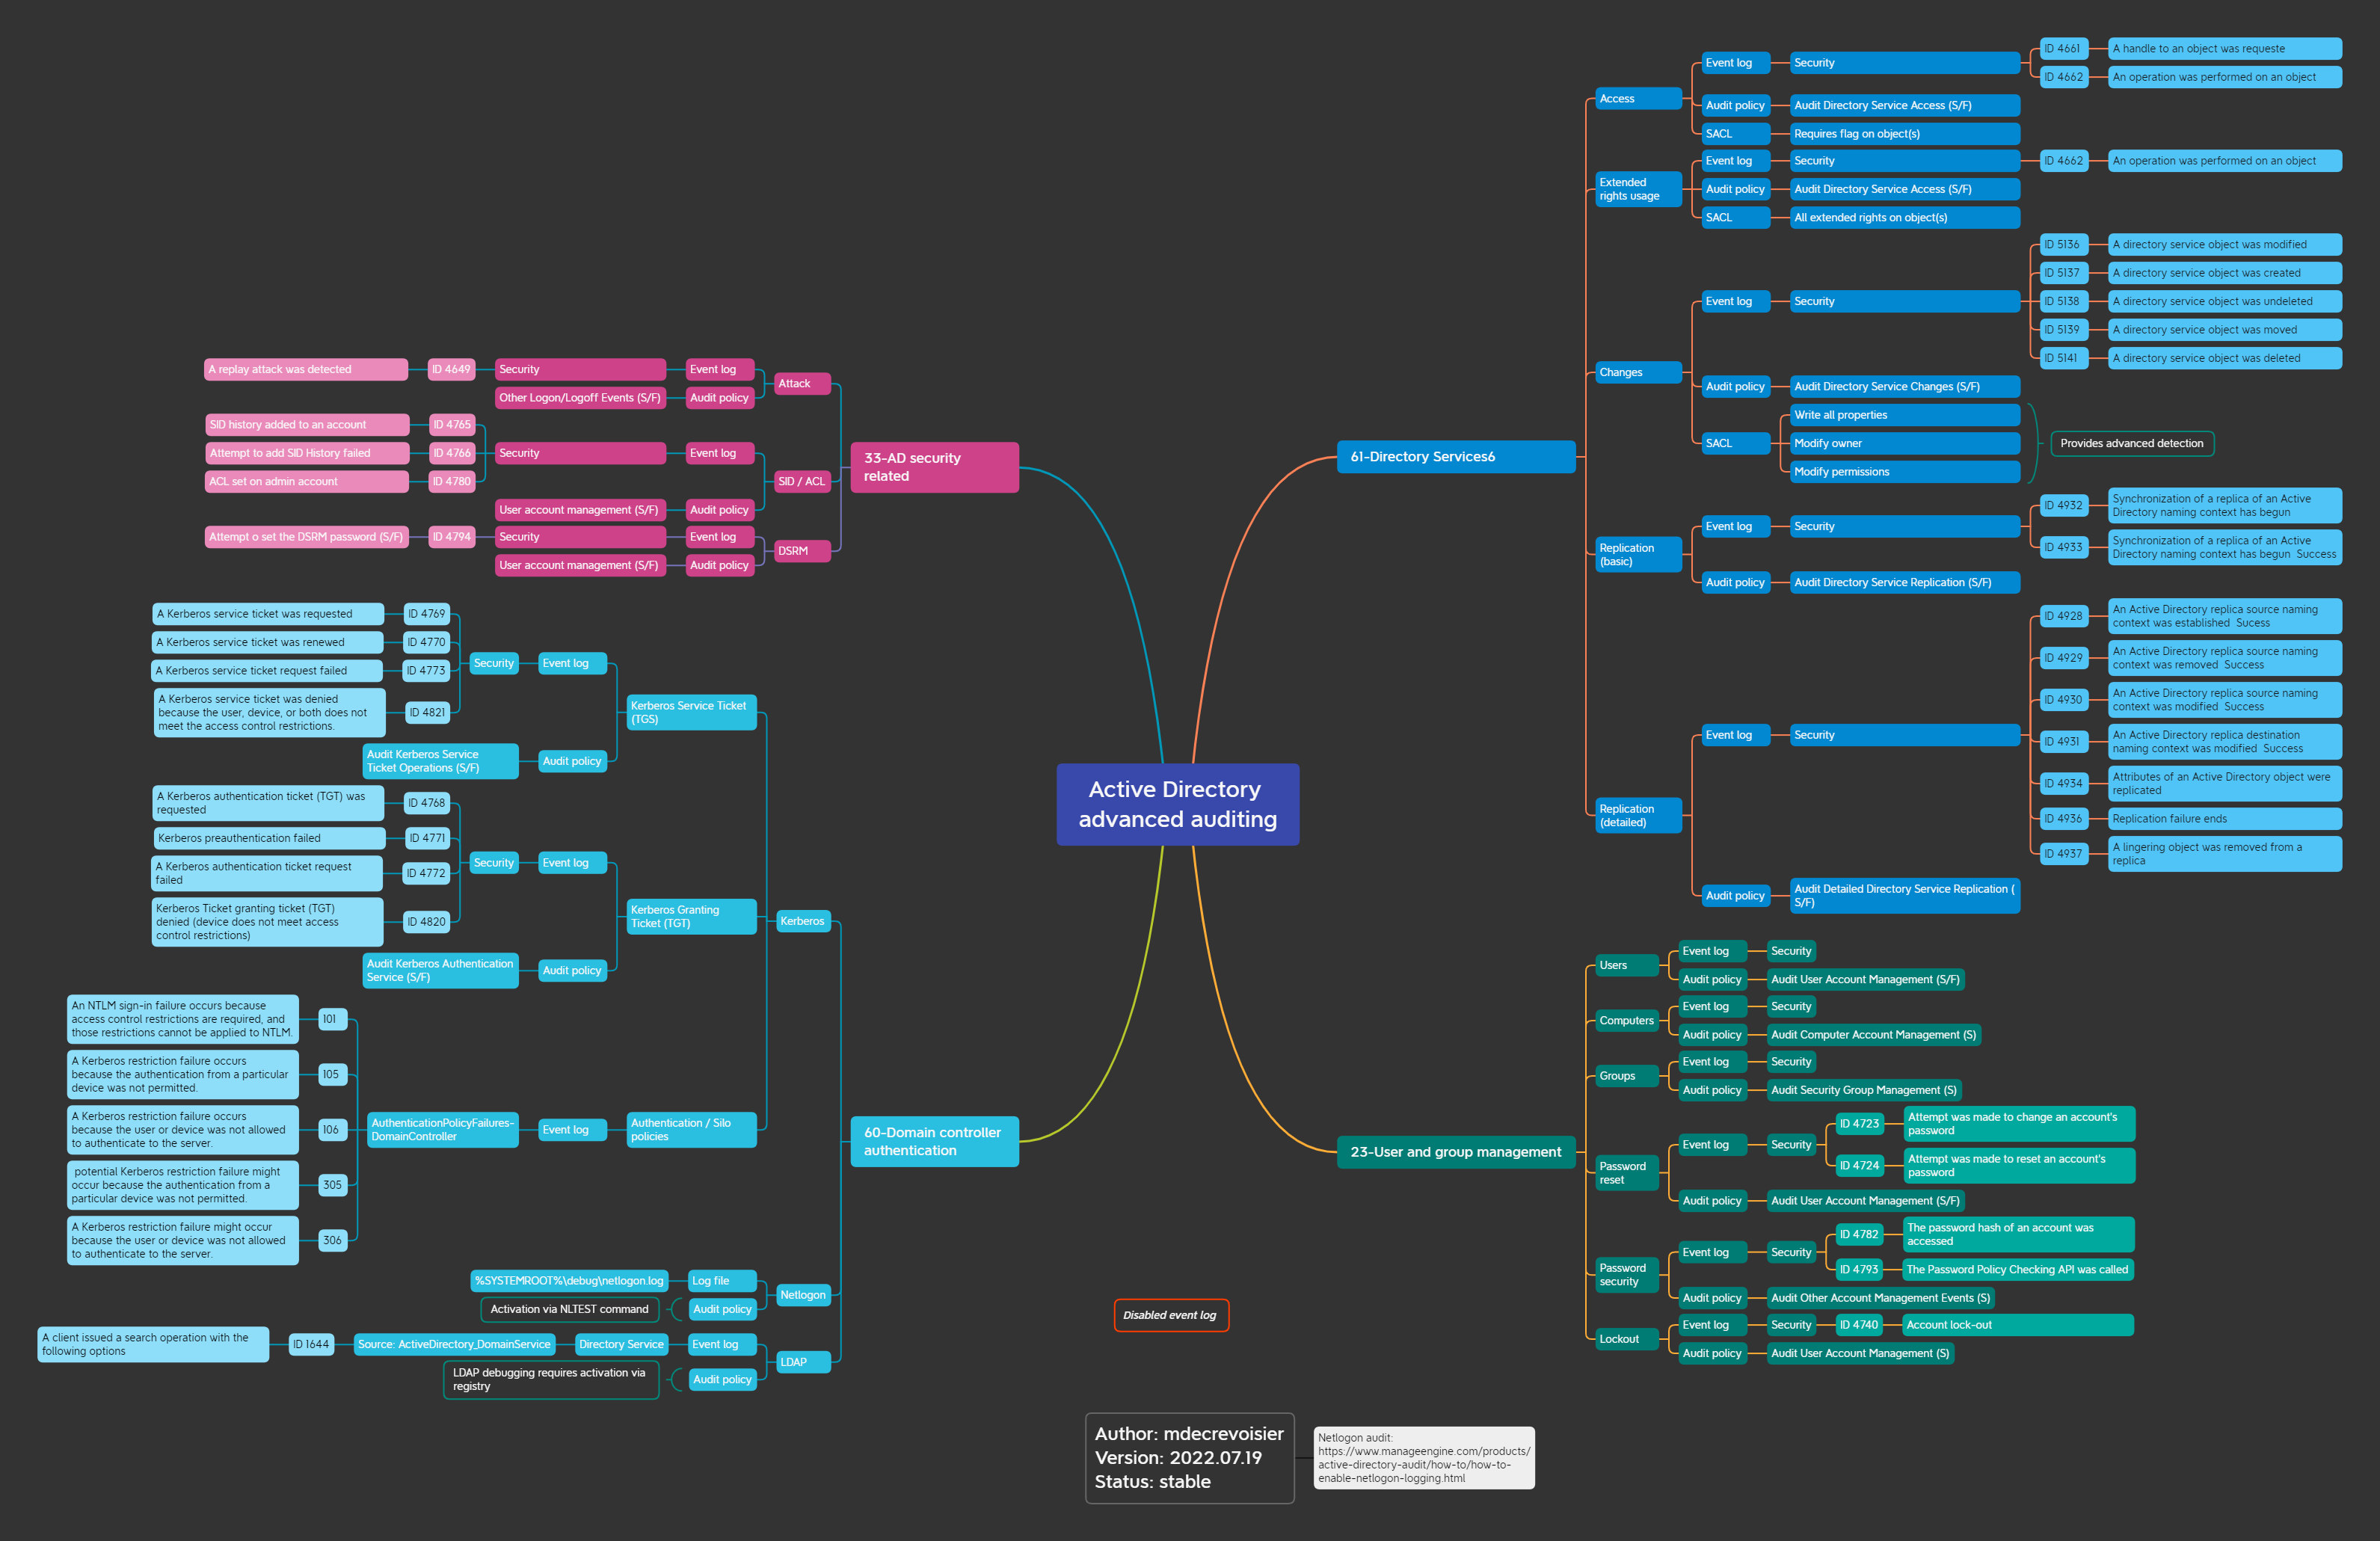 Active Directory
advanced auditing
33-AD security
related
Attack
Event log
Security
ID 4649
A replay attack was detected
Audit policy
Other Logon/Logoff Events (S/F)
SID / ACL
Event log
Security
ID 4765
SID history added to an account
ID 4766
Attempt to add SID History failed
ID 4780
ACL set on admin account
Audit policy
User account management (S/F)
DSRM
Event log
Security
ID 4794
Attempt o set the DSRM password (S/F)
Audit policy
User account management (S/F)
60-Domain controller
authentication
Kerberos
Kerberos Service Ticket
(TGS)
Event log
Security
ID 4769
A Kerberos service ticket was requested
ID 4770
A Kerberos service ticket was renewed
ID 4773
A Kerberos service ticket request failed
ID 4821
A Kerberos service ticket was denied
because the user, device, or both does not
meet the access control restrictions.
Audit policy
Audit Kerberos Service
Ticket Operations (S/F)
Kerberos Granting
Ticket (TGT)
Event log
Security
ID 4768
A Kerberos authentication ticket (TGT) was
requested
ID 4771
Kerberos preauthentication failed
ID 4772
A Kerberos authentication ticket request
failed
ID 4820
Kerberos Ticket granting ticket (TGT)
denied (device does not meet access
control restrictions)
Audit policy
Audit Kerberos Authentication
Service (S/F)
Authentication / Silo
policies
Event log
AuthenticationPolicyFailures-
DomainController
101
An NTLM sign-in failure occurs because
access control restrictions are required, and
those restrictions cannot be applied to NTLM.
105
A Kerberos restriction failure occurs
because the authentication from a particular
device was not permitted.
106
A Kerberos restriction failure occurs
because the user or device was not allowed
to authenticate to the server.
305
potential Kerberos restriction failure might
occur because the authentication from a
particular device was not permitted.
306
A Kerberos restriction failure might occur
because the user or device was not allowed
to authenticate to the server.
Netlogon
Log file
%SYSTEMROOT%\debug\netlogon.log
Audit policy
Activation via NLTEST command
LDAP
Event log
Directory Service
Source: ActiveDirectory_DomainService
ID 1644
A client issued a search operation with the
following options
Audit policy
LDAP debugging requires activation via
registry
61-Directory Services6
Access
Event log
Security
ID 4661
A handle to an object was requeste
ID 4662
An operation was performed on an object
Audit policy
Audit Directory Service Access (S/F)
SACL
Requires flag on object(s)
Extended
rights usage
Event log
Security
ID 4662
An operation was performed on an object
Audit policy
Audit Directory Service Access (S/F)
SACL
All extended rights on object(s)
Changes
Event log
Security
ID 5136
A directory service object was modified
ID 5137
A directory service object was created
ID 5138
A directory service object was undeleted
ID 5139
A directory service object was moved
ID 5141
A directory service object was deleted
Audit policy
Audit Directory Service Changes (S/F)
SACL
Write all properties
Modify owner
Modify permissions
Provides advanced detection
Replication
(basic)
Event log
Security
ID 4932
Synchronization of a replica of an Active
Directory naming context has begun
ID 4933
Synchronization of a replica of an Active
Directory naming context has begun  Success
Audit policy
Audit Directory Service Replication (S/F)
Replication
(detailed)
Event log
Security
ID 4928
An Active Directory replica source naming
context was established  Sucess
ID 4929
An Active Directory replica source naming
context was removed  Success
ID 4930
An Active Directory replica source naming
context was modified  Success
ID 4931
An Active Directory replica destination
naming context was modified  Success
ID 4934
Attributes of an Active Directory object were
replicated
ID 4936
Replication failure ends
ID 4937
A lingering object was removed from a
replica
Audit policy
Audit Detailed Directory Service Replication (
S/F)
23-User and group management
Users
Event log
Security
Audit policy
Audit User Account Management (S/F)
Computers
Event log
Security
Audit policy
Audit Computer Account Management (S)
Groups
Event log
Security
Audit policy
Audit Security Group Management (S)
Password
reset
Event log
Security
ID 4723
Attempt was made to change an account's
password
ID 4724
Attempt was made to reset an account's
password
Audit policy
Audit User Account Management (S/F)
Password
security
Event log
Security
ID 4782
The password hash of an account was
accessed
ID 4793
The Password Policy Checking API was called
Audit policy
Audit Other Account Management Events (S)
Lockout
Event log
Security
ID 4740
Account lock-out
Audit policy
Audit User Account Management (S)
Disabled event log
Author: mdecrevoisier
Version: 2022.07.19
Status: stable
Netlogon audit:
https://www.manageengine.com/products/
active-directory-audit/how-to/how-to-
enable-netlogon-logging.html